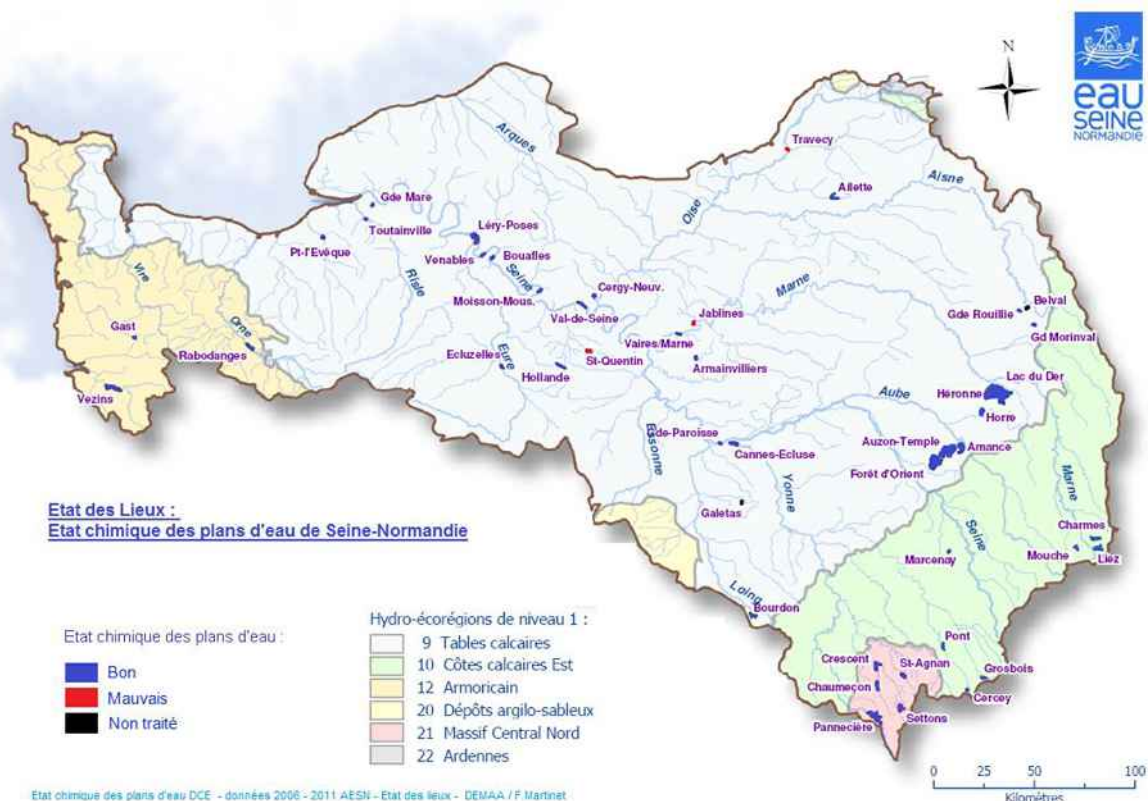 N
eau
SEINE
NORMANDIE
Arques
Travecy
Ailette
Aisne
Oise
Gde Mare
Toutainville
Léry-Poses
Pt-l'Evêque
Venables
Bouafles
Risle
Seine
Cergy-Neuv.
Marne
Moisson-Mous.
Val-de-Seine
Jablines
Belval
Gde Rouillie
Gd Morinval
Vire
Gast
Orne
Rabodanges
Vaires/Marne
Ecluzelles
Eure
St-Quentin
Hollande
Armainvilliers
Lac du Der
Héronne
Aube
Horre
Vezins
Essonne
de-Paroisse
Cannes-Ecluse
Auzon-Temple
Amance
Forêt d'Orient
Yonne
Marne
Galetas
Seine
Charmes
Marcenay
Mouche
Liez
Etat des Lieux :
Etat chimique des plans d'eau de Seine-Normandie
Loing
Bourdon
Pont
Crescent
St-Agnan
Grosbois
Chaumeçon
Cercey
Pannecière
Settons
Etat chimique des plans d'eau :
Bon
Mauvais
Non traité
Hydro-écorégions de niveau 1 :
9 Tables calcaires
10 Côtes calcaires Est
12 Armoricain
20 Dépôts argilo-sableux
21 Massif Central Nord
22 Ardennes
0 25 50 100
Kilomètres
Etat chimique des plans d'eau DCE - données 2006 - 2011 AESN - Etat des lieux - DEMAA / F.Martinet